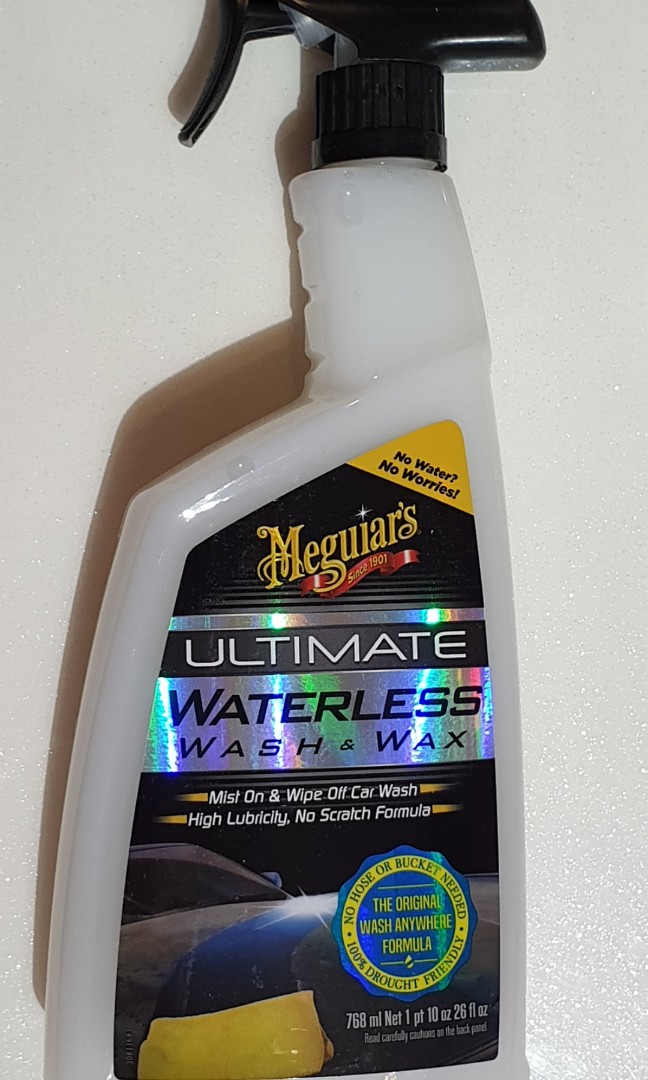 No Water?
No Worries!
Meguiar's
Since 1901
ULTIMATE
WATERLESS
WASH & WAX
Mist On & Wipe Off Car Wash
High Lubricity, No Scratch Formula
NO HOSE OR BUCKET NEEDED
THE ORIGINAL
WASH ANYWHERE
FORMULA
100% DROUGHT FRIENDLY
768 ml Net 1 pt 10 oz 26 fl oz
Read carefully cautions on the back panel